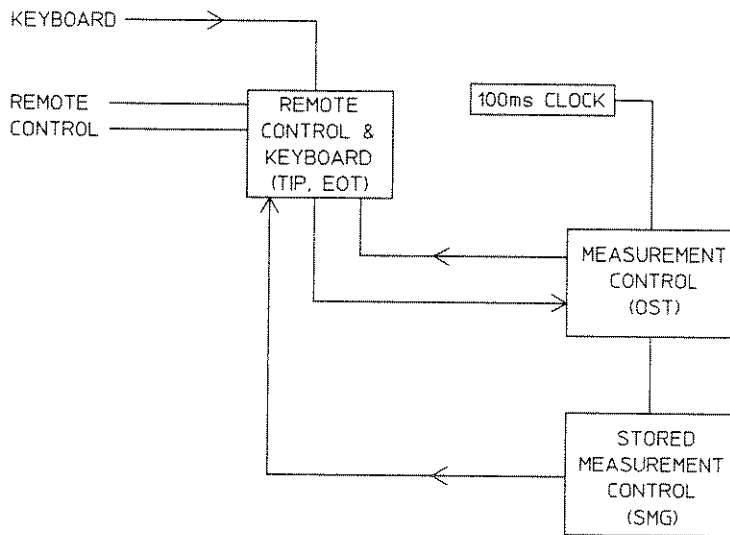 KEYBOARD
REMOTE
CONTROL
REMOTE
CONTROL &
KEYBOARD
(TIP, EOT)
100ms CLOCK
MEASUREMENT
CONTROL
(OST)
STORED
MEASUREMENT
CONTROL
(SMG)